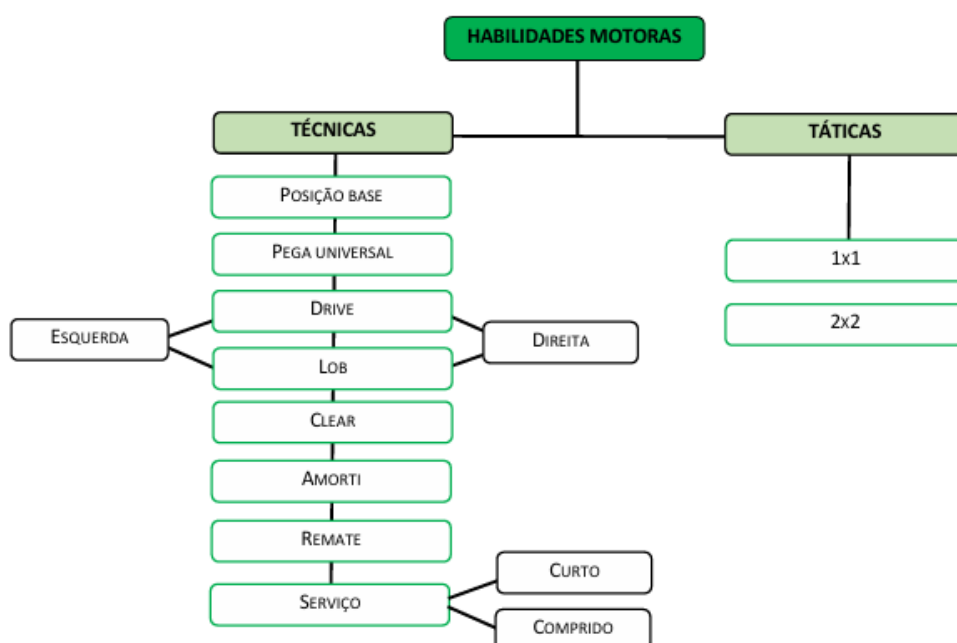 HABILIDADES MOTORAS
TÉCNICAS
TÁTICAS
POSIÇÃO BASE
PEGA UNIVERSAL
1X1
DRIVE
2X2
ESQUERDA
DIREITA
LOB
CLEAR
AMORTI
REMATE
CURTO
SERVIÇO
COMPRIDO